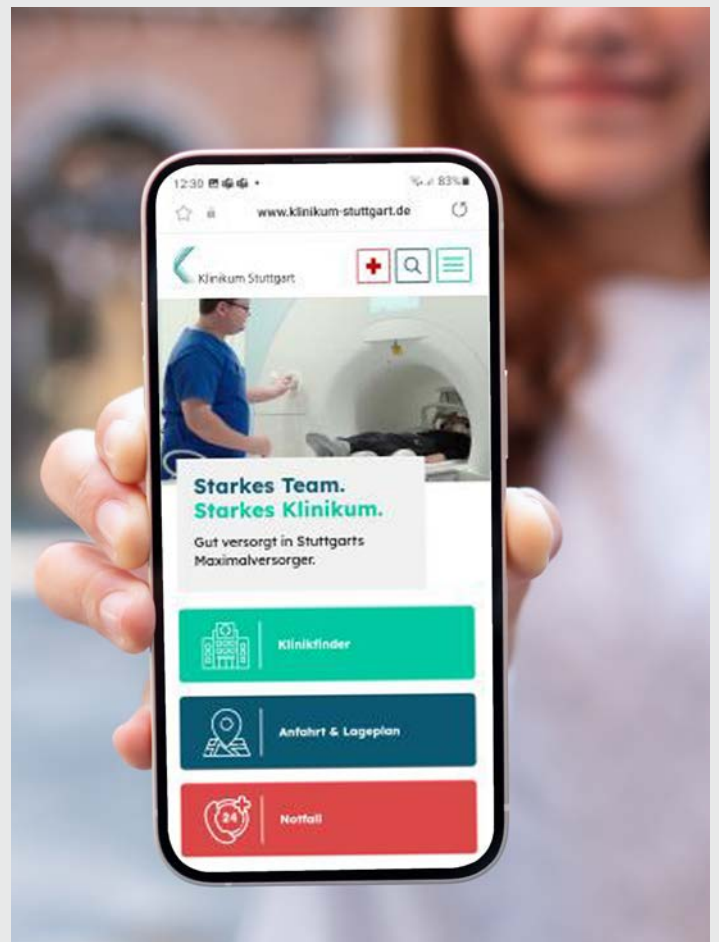 12:30
83%
www.klinikum-stuttgart.de
Klinikum Stuttgart
Starkes Team.
Starkes Klinikum.
Gut versorgt in Stuttgarts
Maximalversorger.
Klinikfinder
Anfahrt & Lageplan
24
Notfall